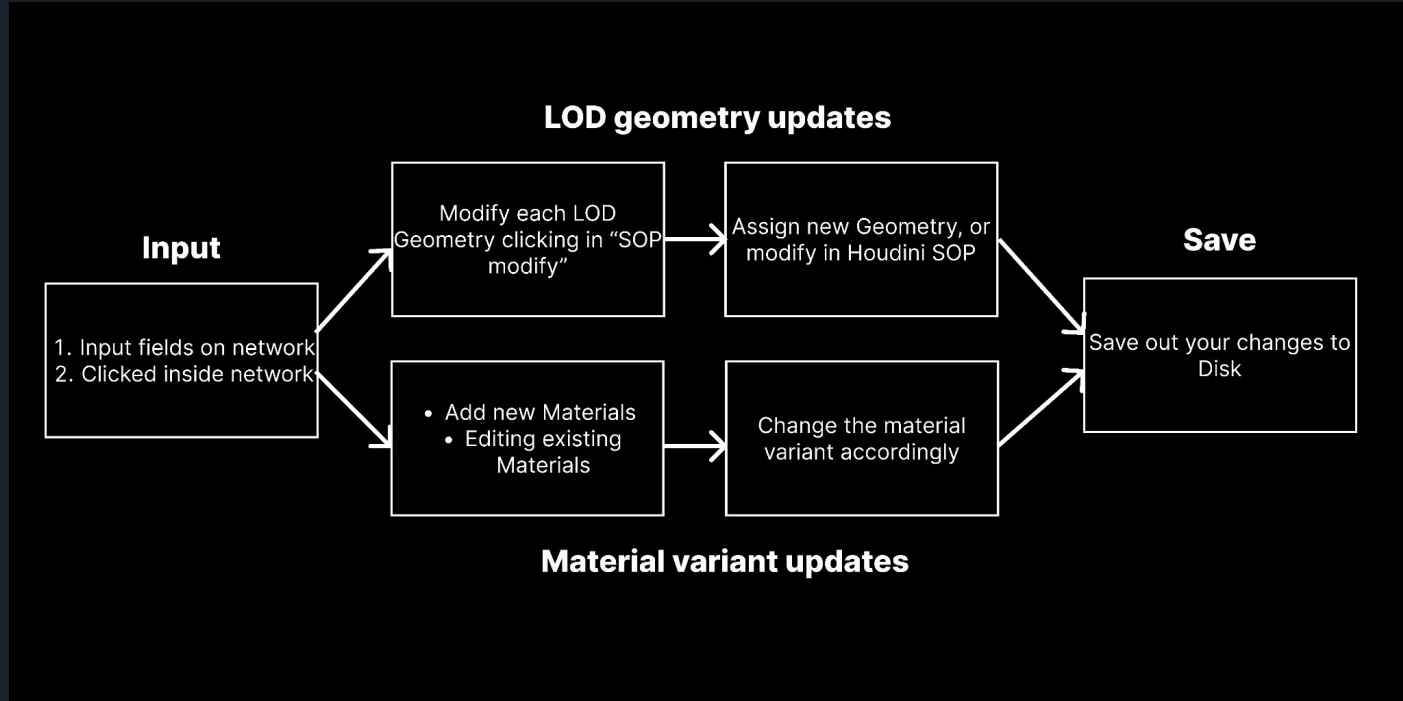 LOD geometry updates
Input
1. Input fields on network
2. Clicked inside network
Modify each LOD
Geometry clicking in “SOP
modify”
Assign new Geometry, or
modify in Houdini SOP
• Add new Materials
• Editing existing
Materials
Change the material
variant accordingly
Material variant updates
Save
Save out your changes to
Disk